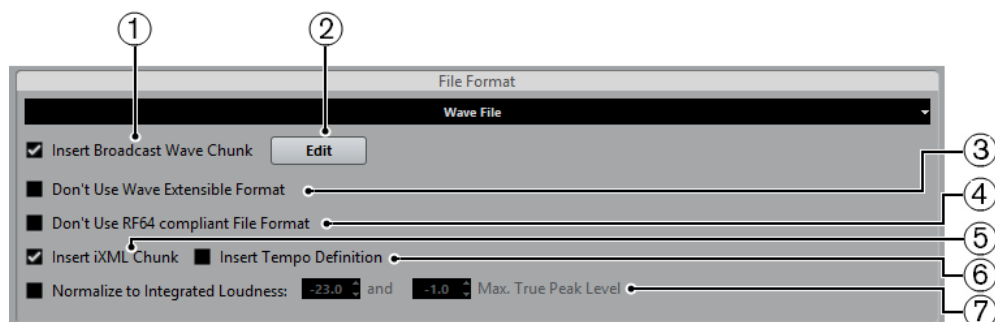 ① ②
File Format
Wave File
Insert Broadcast Wave Chunk Edit
③
Don't Use Wave Extensible Format
④
Don't Use RF64 compliant File Format
⑤
Insert iXML Chunk Insert Tempo Definition
⑥
Normalize to Integrated Loudness: -23.0 and -1.0 Max. True Peak Level
⑦